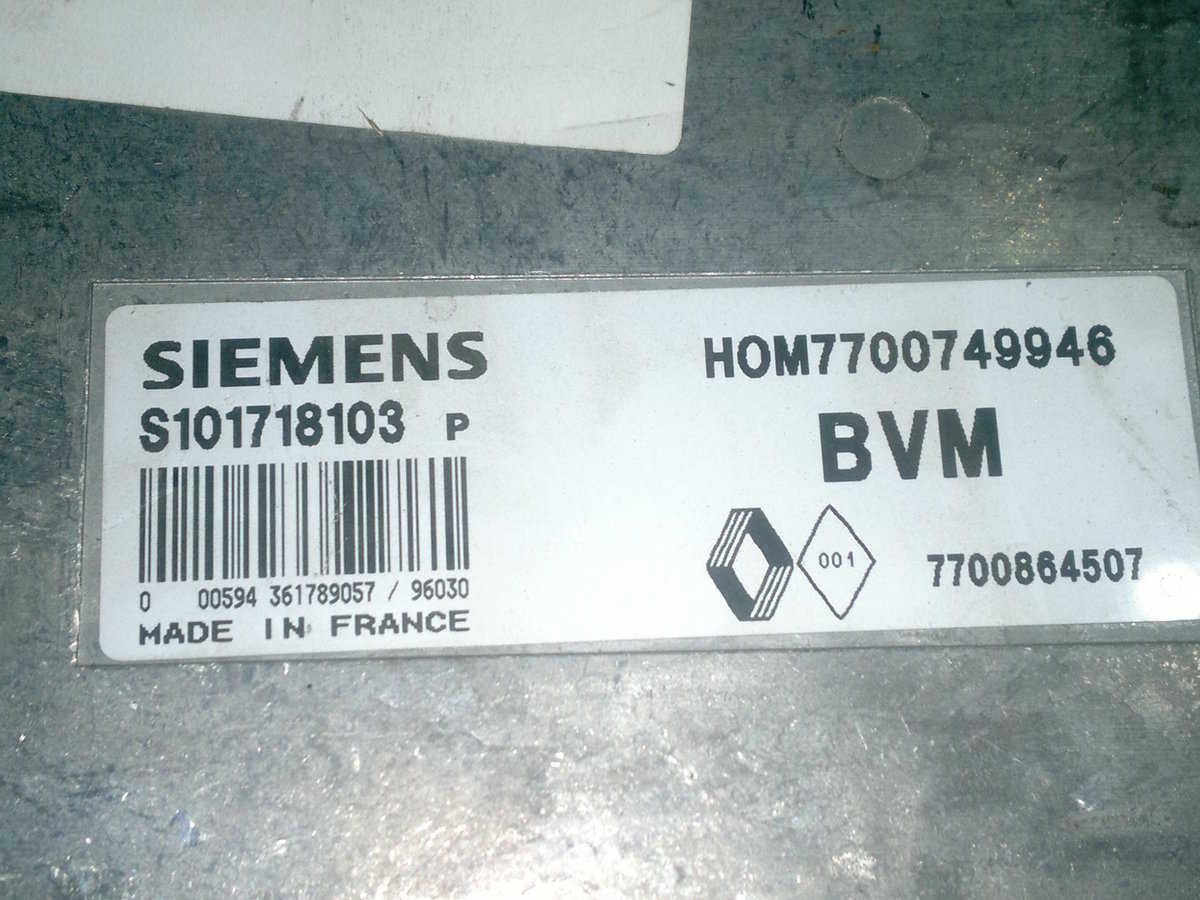 SIEMENS
S101718103 P
0 00594 361789057 / 96030
MADE IN FRANCE
HOM7700749946
BVM
001
7700864507